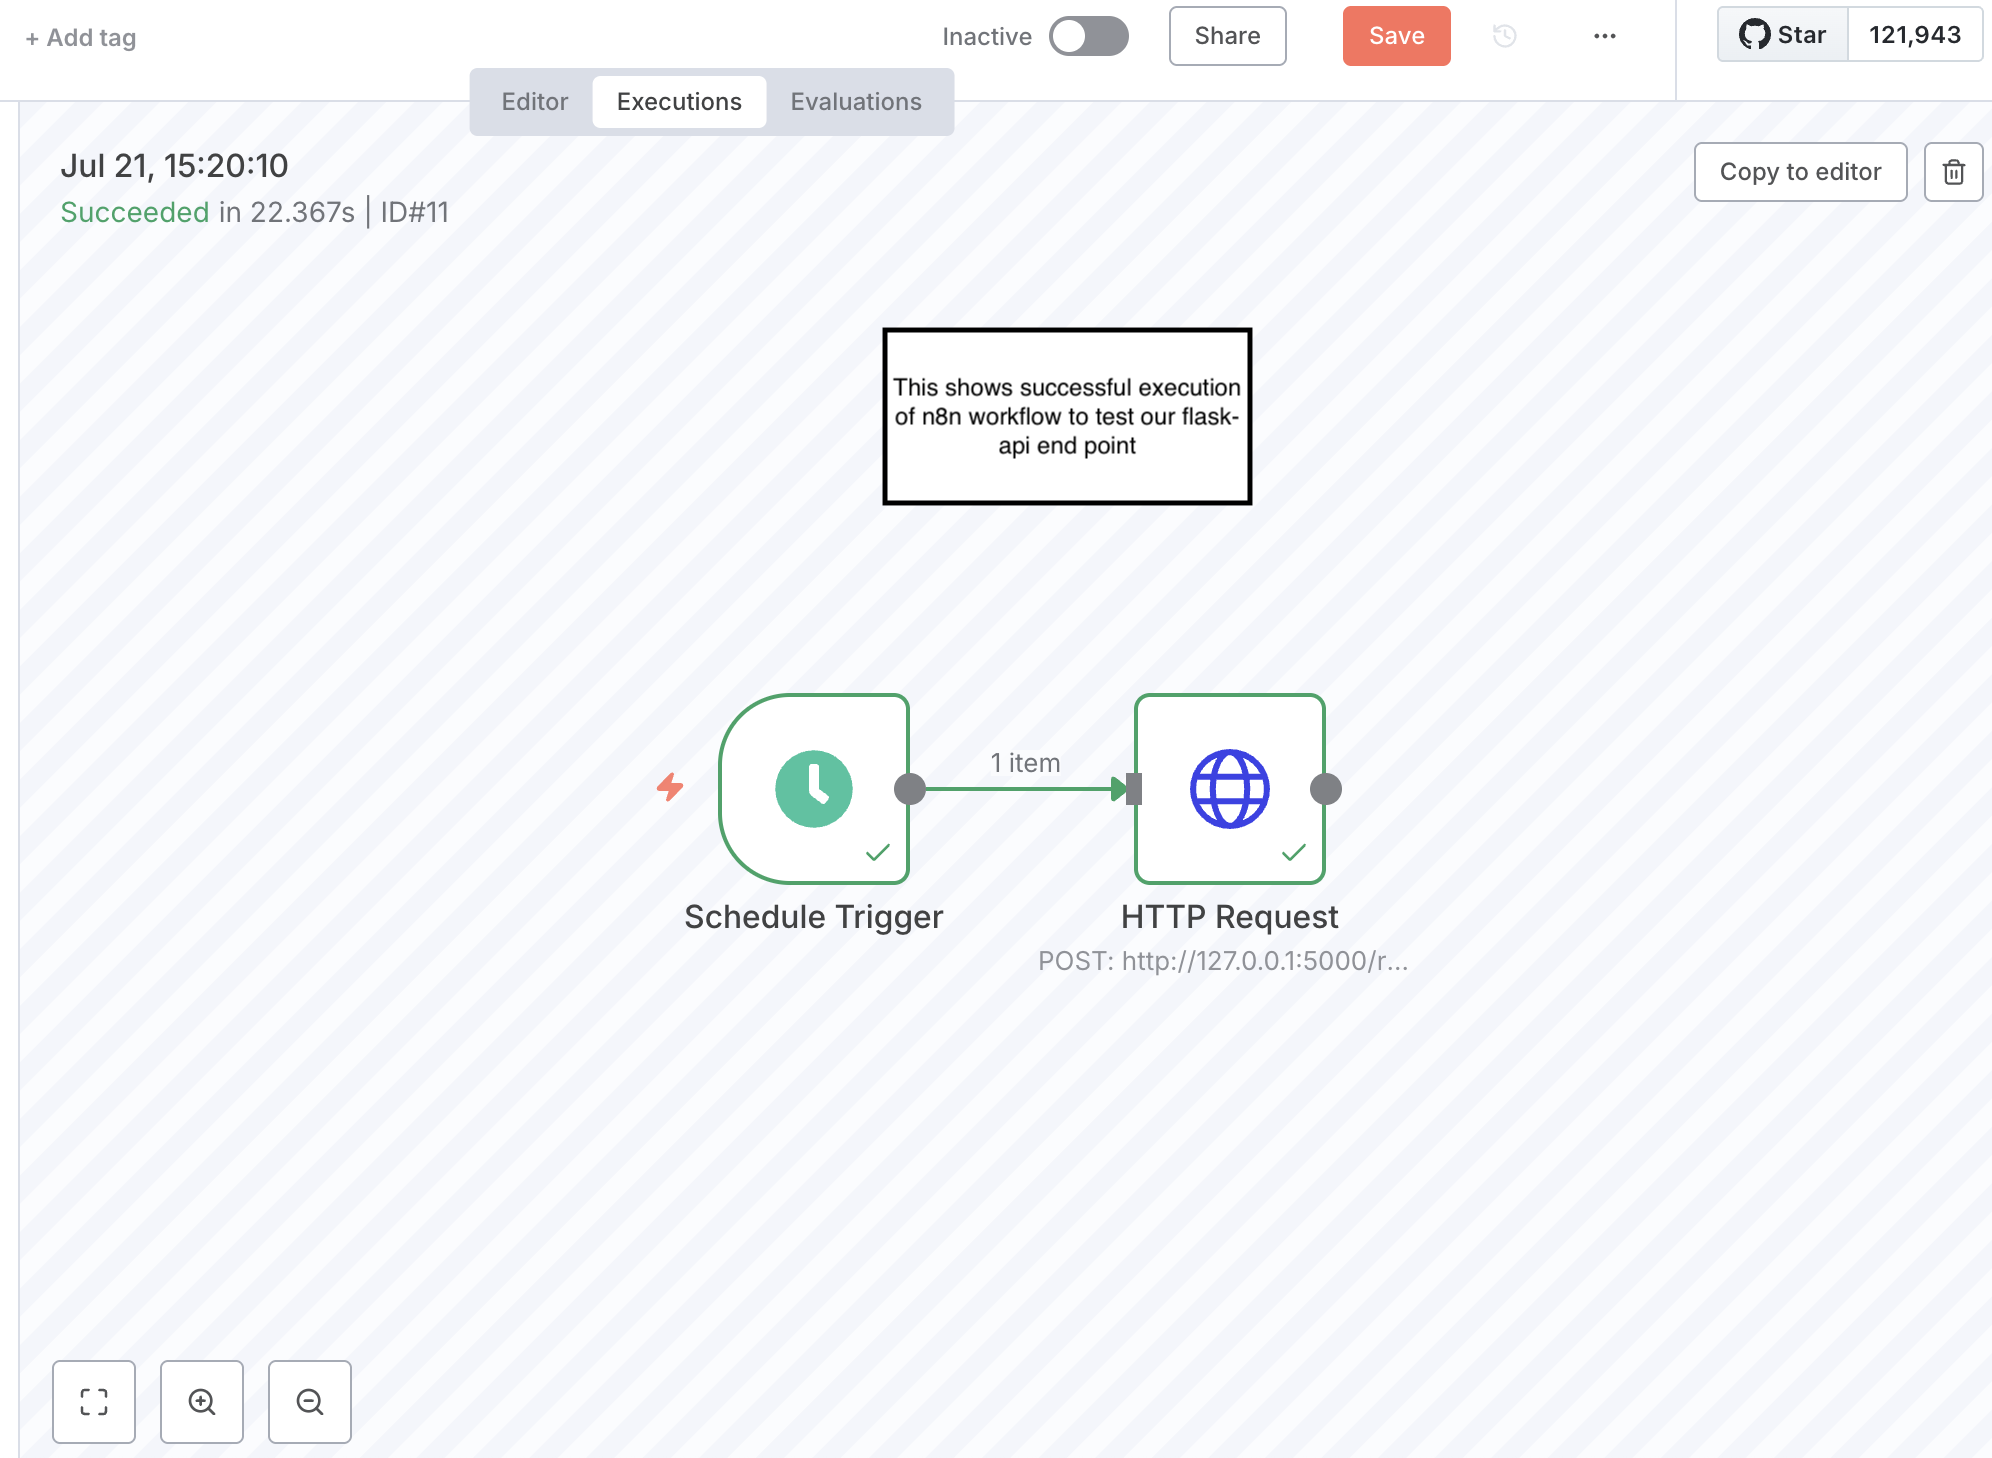 + Add tag
Inactive
Share
Save
Star
121,943
Editor
Executions
Evaluations
Jul 21, 15:20:10
Succeeded in 22.367s | ID#11
Copy to editor
This shows successful execution
of n8n workflow to test our flask-
api end point
1 item
Schedule Trigger
HTTP Request
POST: http://127.0.0.1:5000/r...